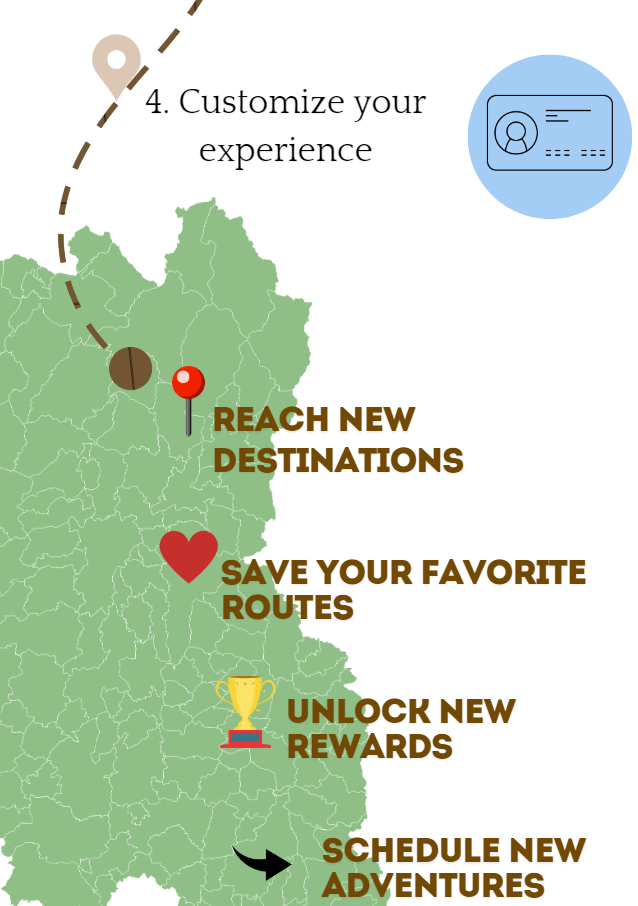 4. Customize your
experience
REACH NEW
DESTINATIONS
SAVE YOUR FAVORITE
ROUTES
UNLOCK NEW
REWARDS
SCHEDULE NEW
ADVENTURES